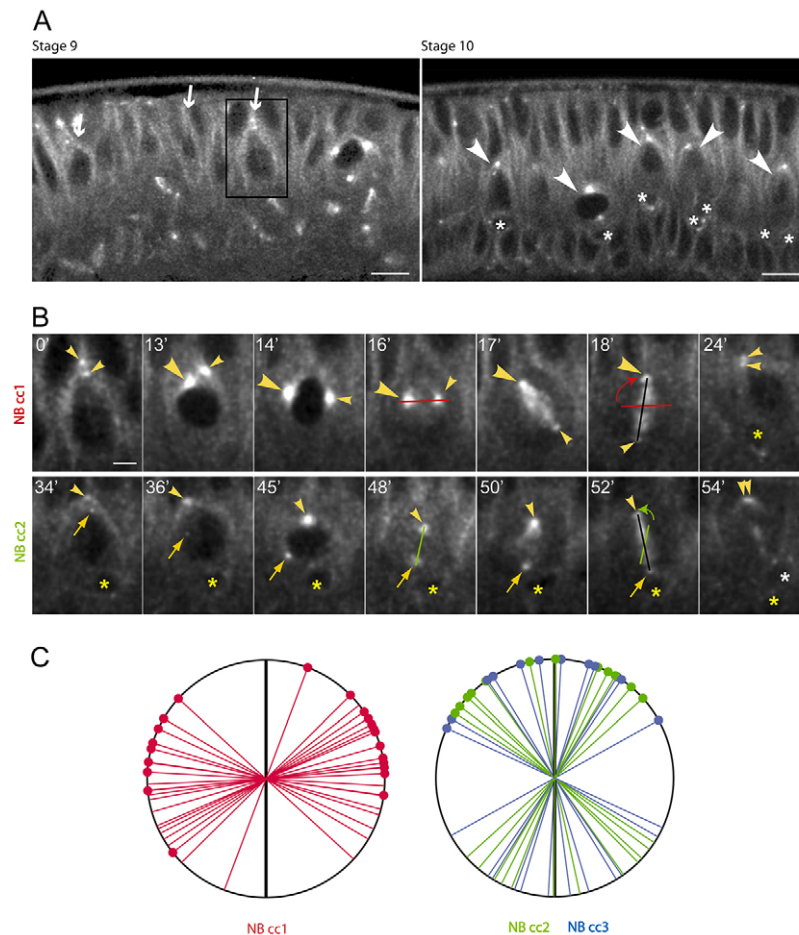 A
Stage 9
Stage 10
* * * * * *
B
NB cc1
0' 13' 14' 16' 17' 18' 24'
* *
NB cc2
34' 36' 45' 48' 50' 52' 54'
* * * * * * * *
C
NB cc1
NB cc2 NB cc3